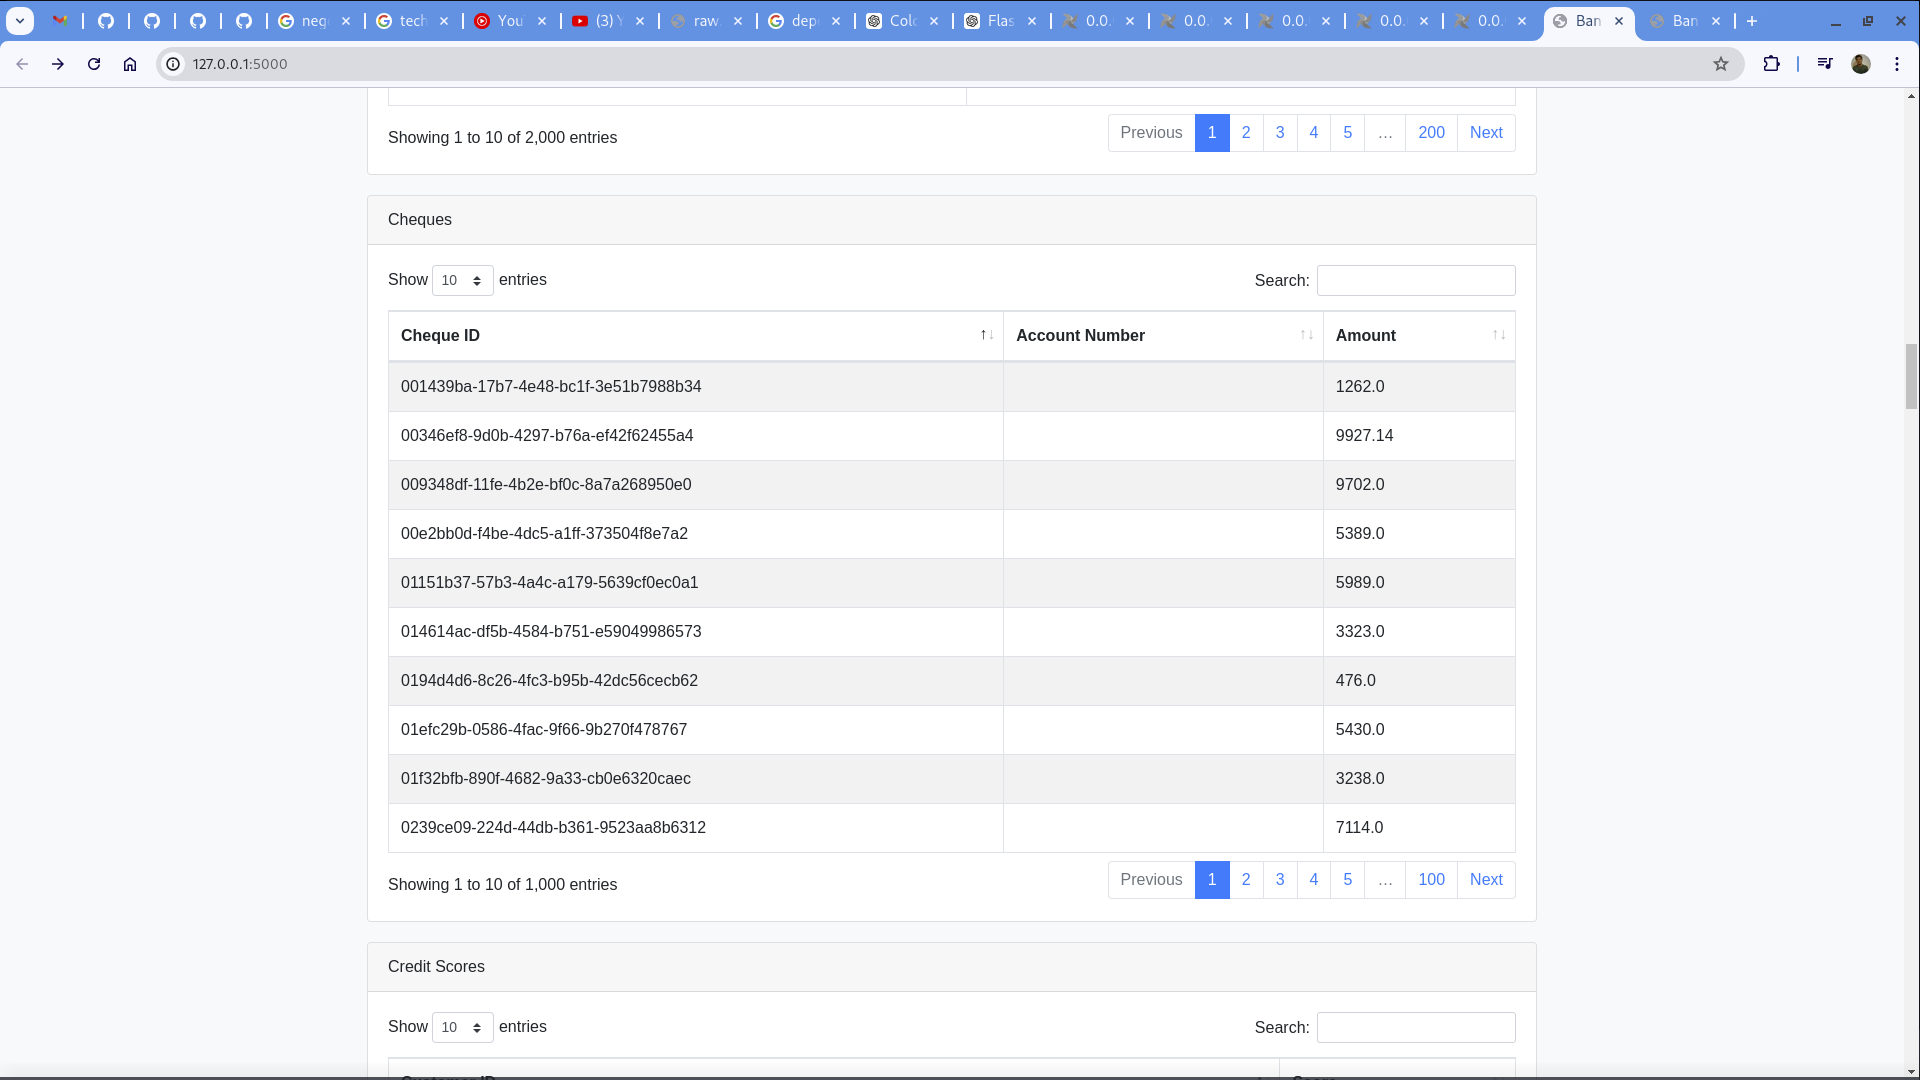 neg
tech
You
(3) Y
raw.
dep
Colo
Flas
0.0.
0.0.
0.0.
0.0.
0.0.
Ban
Ban
127.0.0.1:5000
Showing 1 to 10 of 2,000 entries
Previous 1 2 3 4 5 … 200 Next
Cheques
Show 10 entries
Search:
Cheque ID Account Number Amount
001439ba-17b7-4e48-bc1f-3e51b7988b34 1262.0
00346ef8-9d0b-4297-b76a-ef42f62455a4 9927.14
009348df-11fe-4b2e-bf0c-8a7a268950e0 9702.0
00e2bb0d-f4be-4dc5-a1ff-373504f8e7a2 5389.0
01151b37-57b3-4a4c-a179-5639cf0ec0a1 5989.0
014614ac-df5b-4584-b751-e59049986573 3323.0
0194d4d6-8c26-4fc3-b95b-42dc56cecb62 476.0
01efc29b-0586-4fac-9f66-9b270f478767 5430.0
01f32bfb-890f-4682-9a33-cb0e6320caec 3238.0
0239ce09-224d-44db-b361-9523aa8b6312 7114.0
Showing 1 to 10 of 1,000 entries
Previous 1 2 3 4 5 … 100 Next
Credit Scores
Show 10 entries
Search: